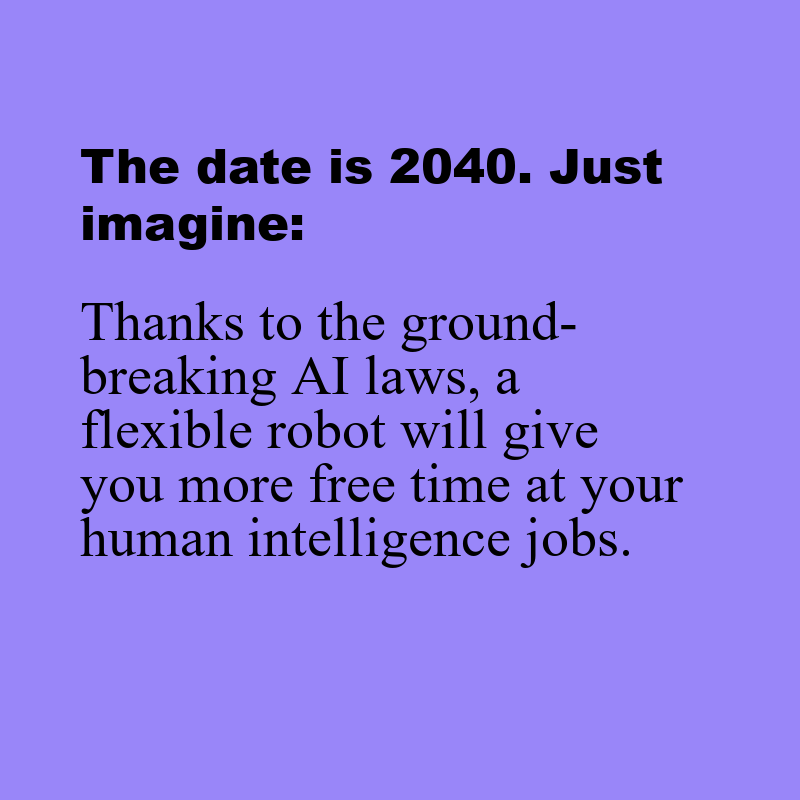 The date is 2040. Just
imagine:
Thanks to the ground-
breaking AI laws, a
flexible robot will give
you more free time at your
human intelligence jobs.